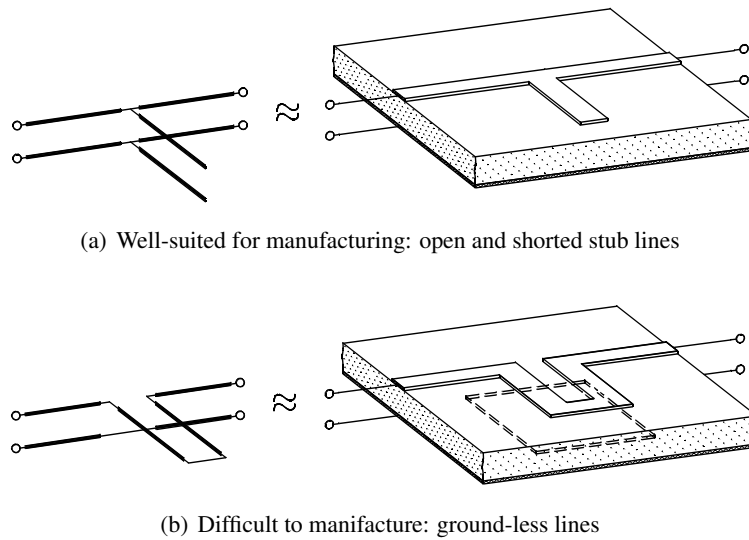 (a) Well-suited for manufacturing: open and shorted stub lines
(b) Difficult to manifacture: ground-less lines